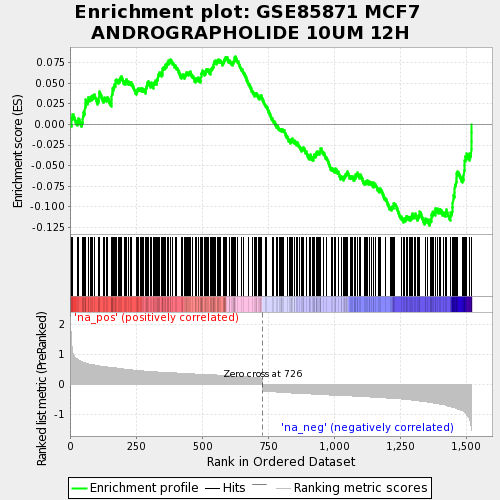 Enrichment plot: GSE85871 MCF7
ANDROGRAPHOLIDE 10UM 12H
Enrichment score (ES)
0.075
0.050
0.025
0.000
-0.025
-0.050
-0.075
-0.100
-0.125
'na_pos' (positively correlated)
Ranked list metric (PreRanked)
2
1
0
-1
Zero cross at 726
'na_neg' (negatively correlated)
0
250
500
750
1,000
1,250
1,500
Rank in Ordered Dataset
Enrichment profile
Hits
Ranking metric scores